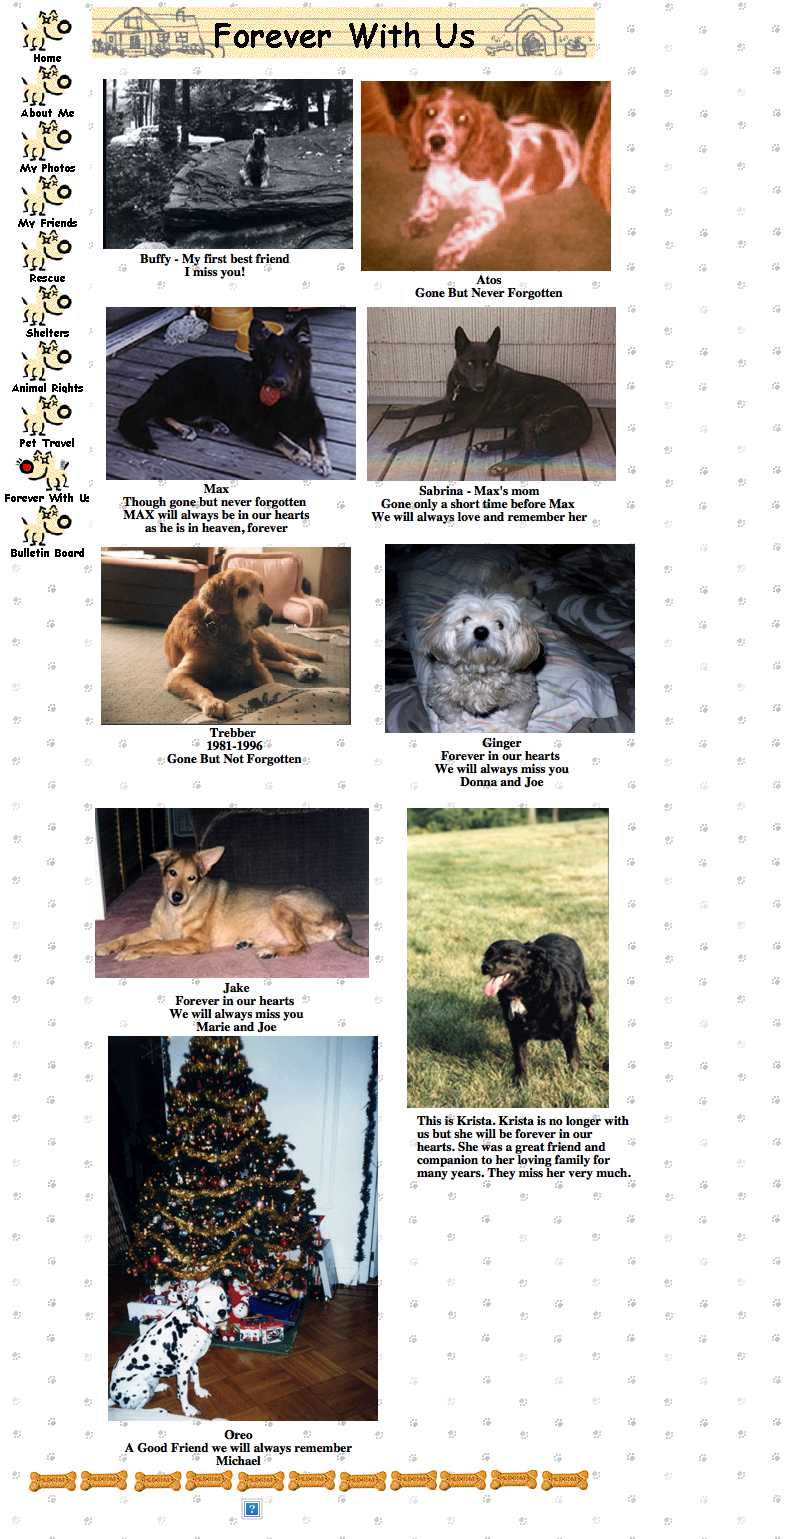 Forever With Us
Home
About Me
My Photos
My Friends
Rescue
Shelters
Animal Rights
Pet Travel
Forever With Us
Bulletin Board
Buffy - My first best friend
I miss you!
Atos
Gone But Never Forgotten
Max
Though gone but never forgotten
MAX will always be in our hearts
as he is in heaven, forever
Sabrina - Max's mom
Gone only a short time before Max
We will always love and remember her
Trebber
1981-1996
Gone But Not Forgotten
Ginger
Forever in our hearts
We will always miss you
Donna and Joe
Jake
Forever in our hearts
We will always miss you
Marie and Joe
This is Krista. Krista is no longer with
us but she will be forever in our
hearts. She was a great friend and
companion to her loving family for
many years. They miss her very much.
Oreo
A Good Friend we will always remember
Michael
?